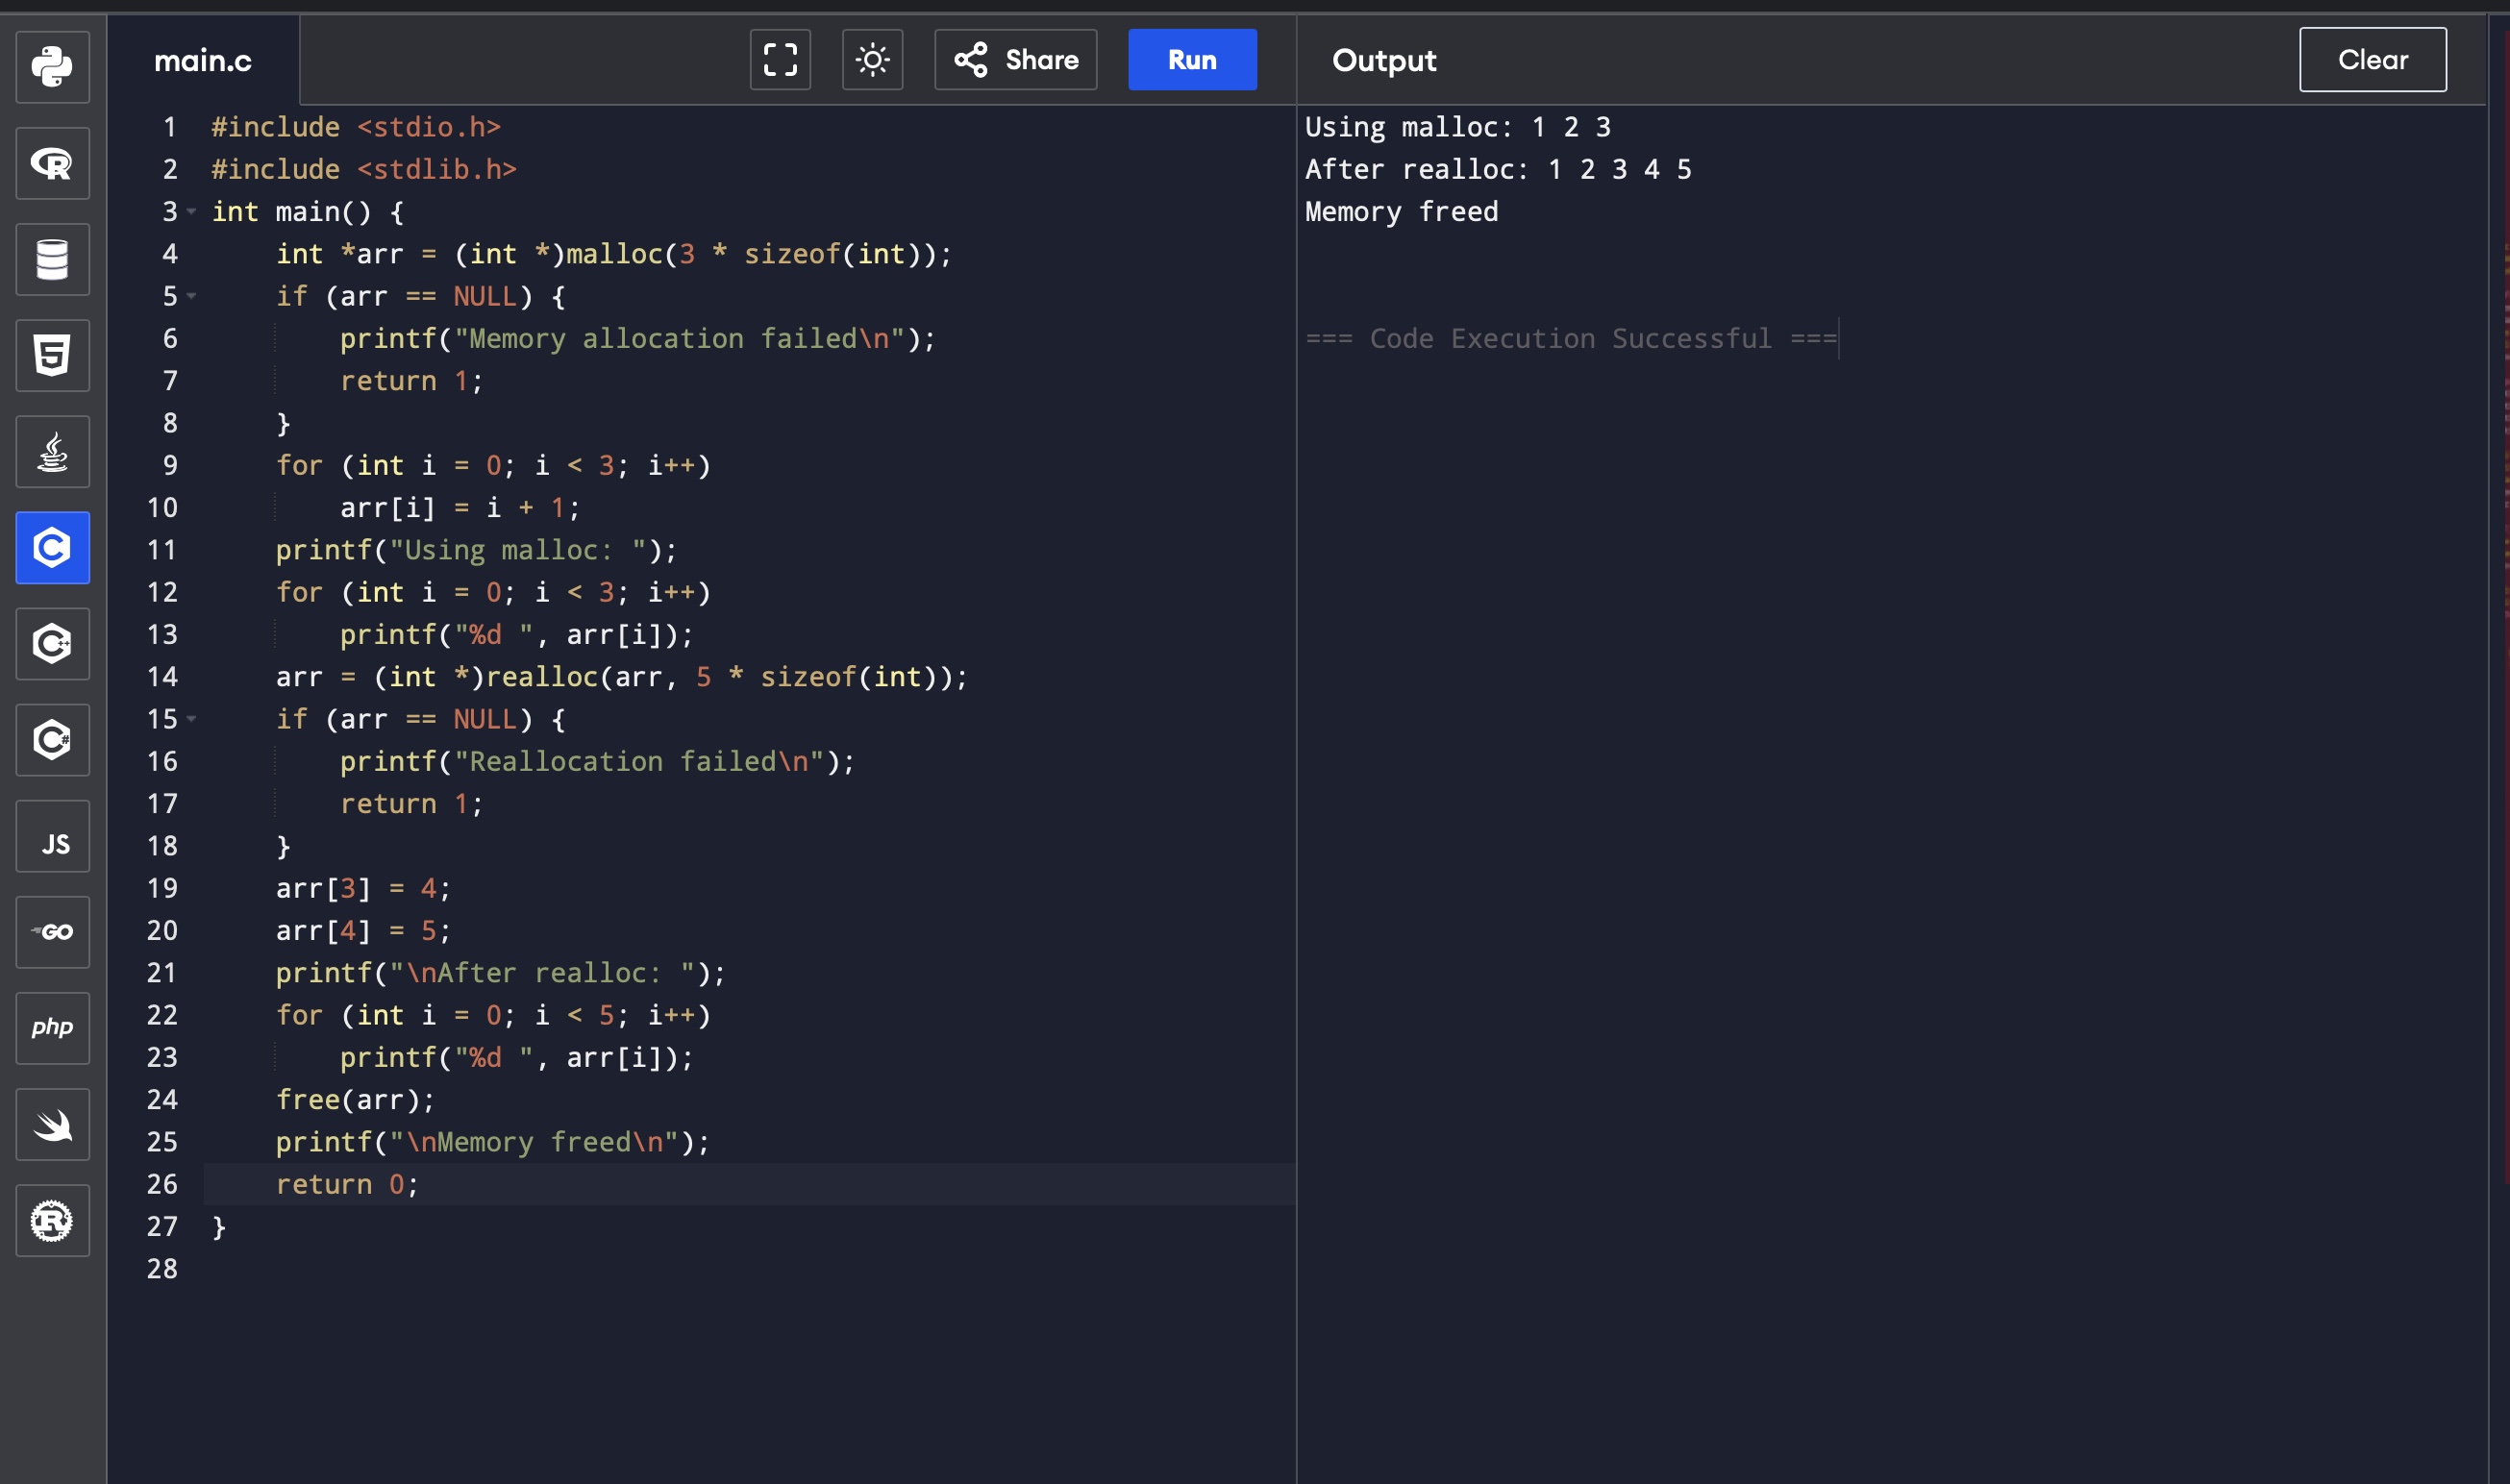 main.c
Share
Run
Output
Clear
1 #include <stdio.h>
2 #include <stdlib.h>
3 int main() {
4     int *arr = (int *)malloc(3 * sizeof(int));
5     if (arr == NULL) {
6         printf("Memory allocation failed\n");
7         return 1;
8     }
9     for (int i = 0; i < 3; i++)
10         arr[i] = i + 1;
11     printf("Using malloc: ");
12     for (int i = 0; i < 3; i++)
13         printf("%d ", arr[i]);
14     arr = (int *)realloc(arr, 5 * sizeof(int));
15     if (arr == NULL) {
16         printf("Reallocation failed\n");
17         return 1;
18     }
19     arr[3] = 4;
20     arr[4] = 5;
21     printf("\nAfter realloc: ");
22     for (int i = 0; i < 5; i++)
23         printf("%d ", arr[i]);
24     free(arr);
25     printf("\nMemory freed\n");
26     return 0;
27 }
28
Using malloc: 1 2 3
After realloc: 1 2 3 4 5
Memory freed
=== Code Execution Successful ===
R
5
C
C++
C#
JS
GO
php
R